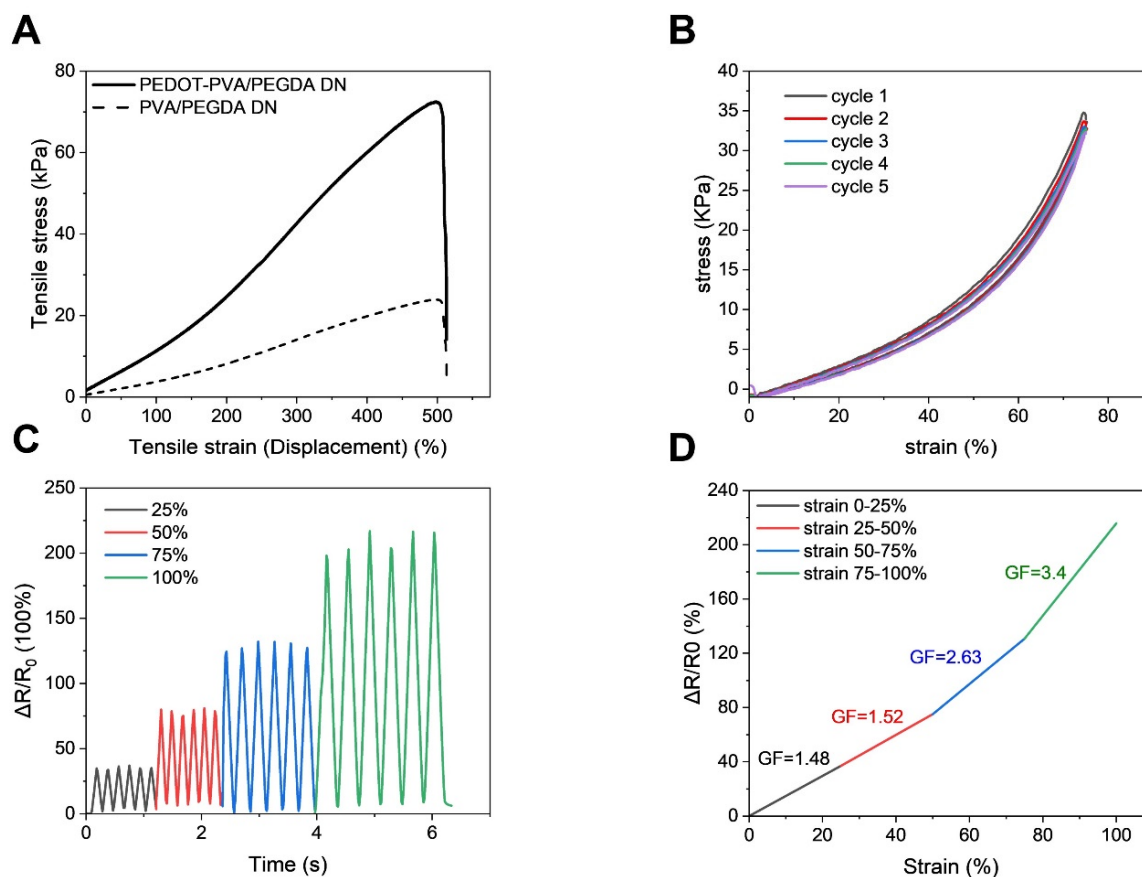 A
PEDOT-PVA/PEGDA DN
PVA/PEGDA DN
80
60
40
20
0
Tensile stress (kPa)
0 100 200 300 400 500
Tensile strain (Displacement) (%)
B
cycle 1
cycle 2
cycle 3
cycle 4
cycle 5
40
35
30
25
20
15
10
5
0
stress (KPa)
0 20 40 60 80
strain (%)
C
25%
50%
75%
100%
250
200
150
100
50
0
ΔR/R₀ (100%)
0 2 4 6
Time (s)
D
strain 0-25%
strain 25-50%
strain 50-75%
strain 75-100%
GF=3.4
GF=2.63
GF=1.52
GF=1.48
240
200
160
120
80
40
0
ΔR/R0 (%)
0 20 40 60 80 100
Strain (%)